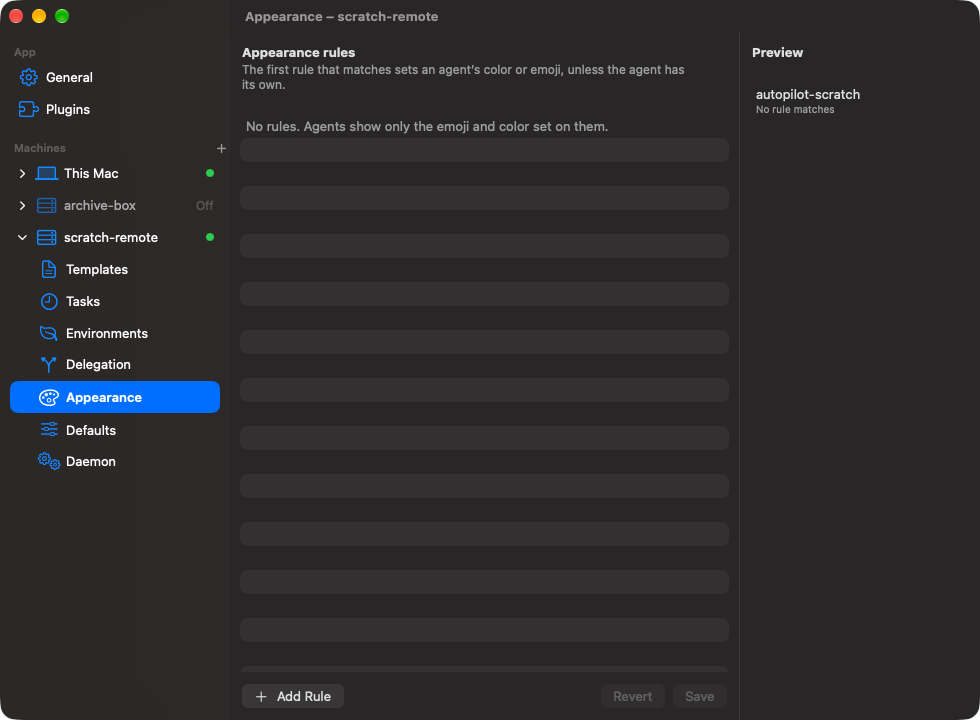 Appearance – scratch-remote
App
General
Plugins
Machines
This Mac
archive-box Off
scratch-remote
Templates
Tasks
Environments
Delegation
Appearance
Defaults
Daemon
Appearance rules
The first rule that matches sets an agent’s color or emoji, unless the agent has
its own.
No rules. Agents show only the emoji and color set on them.
+ Add Rule
Revert
Save
Preview
autopilot-scratch
No rule matches